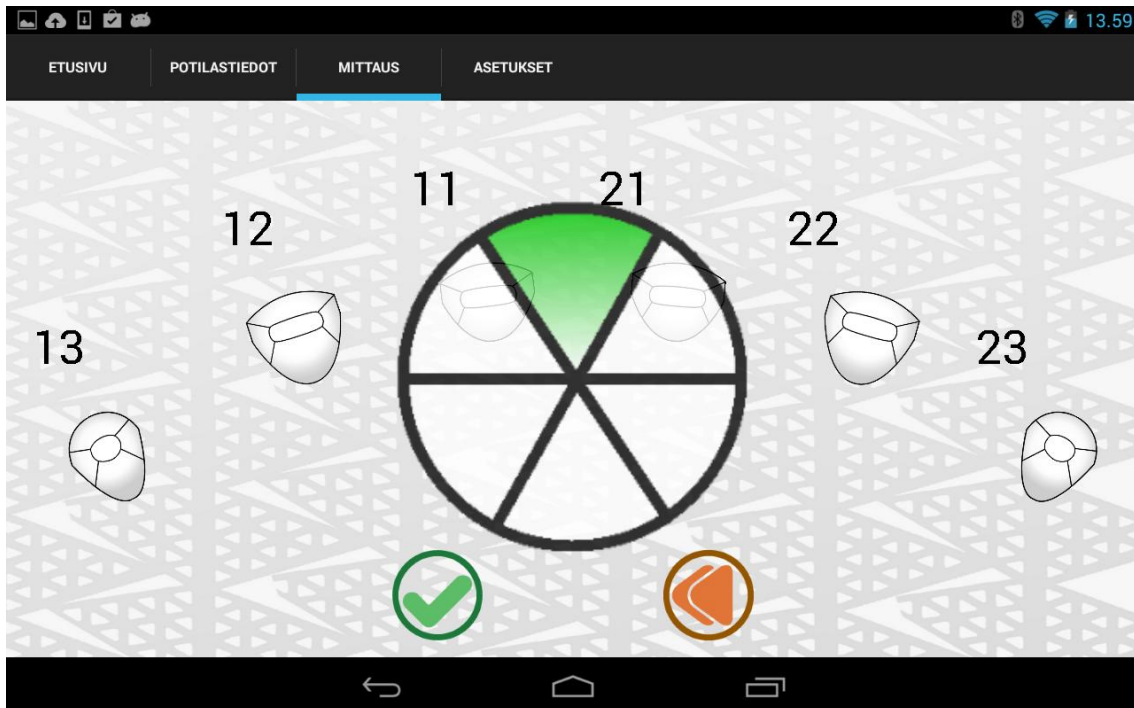 13.59
ETUSIVU POTILASTIEDOT MITTAUS ASETUKSET
11 21
12 22
13 23